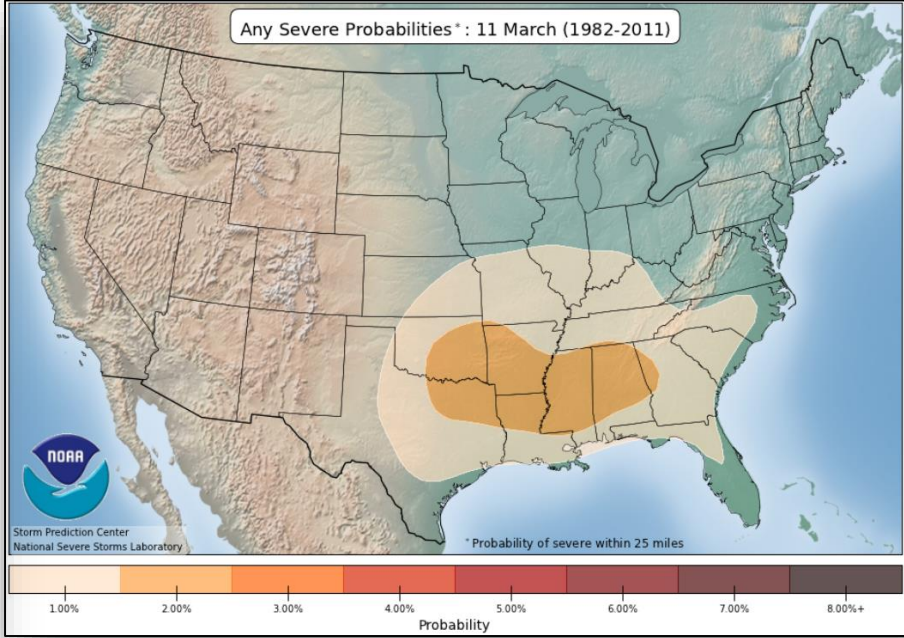 Any Severe Probabilities*: 11 March (1982-2011)
NOAA
Storm Prediction Center
National Severe Storms Laboratory
*Probability of severe within 25 miles
1.00% 2.00% 3.00% 4.00% 5.00% 6.00% 7.00% 8.00%+
Probability